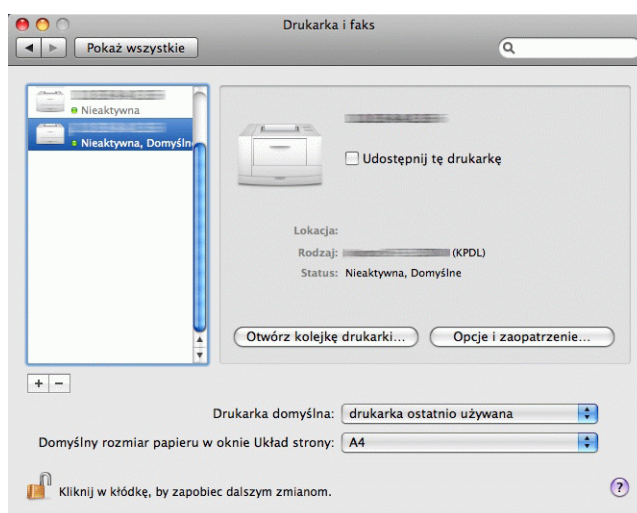 Drukarka i faks
Pokaż wszystkie
Nieaktywna
Nieaktywna, Domyśln
Udostępnij tę drukarkę
Lokacja:
Rodzaj: (KPDL)
Status: Nieaktywna, Domyślne
Otwórz kolejkę drukarki...
Opcje i zaopatrzenie...
+ −
Drukarka domyślna: drukarka ostatnio używana
Domyślny rozmiar papieru w oknie Układ strony: A4
Kliknij w kłódkę, by zapobiec dalszym zmianom.
?